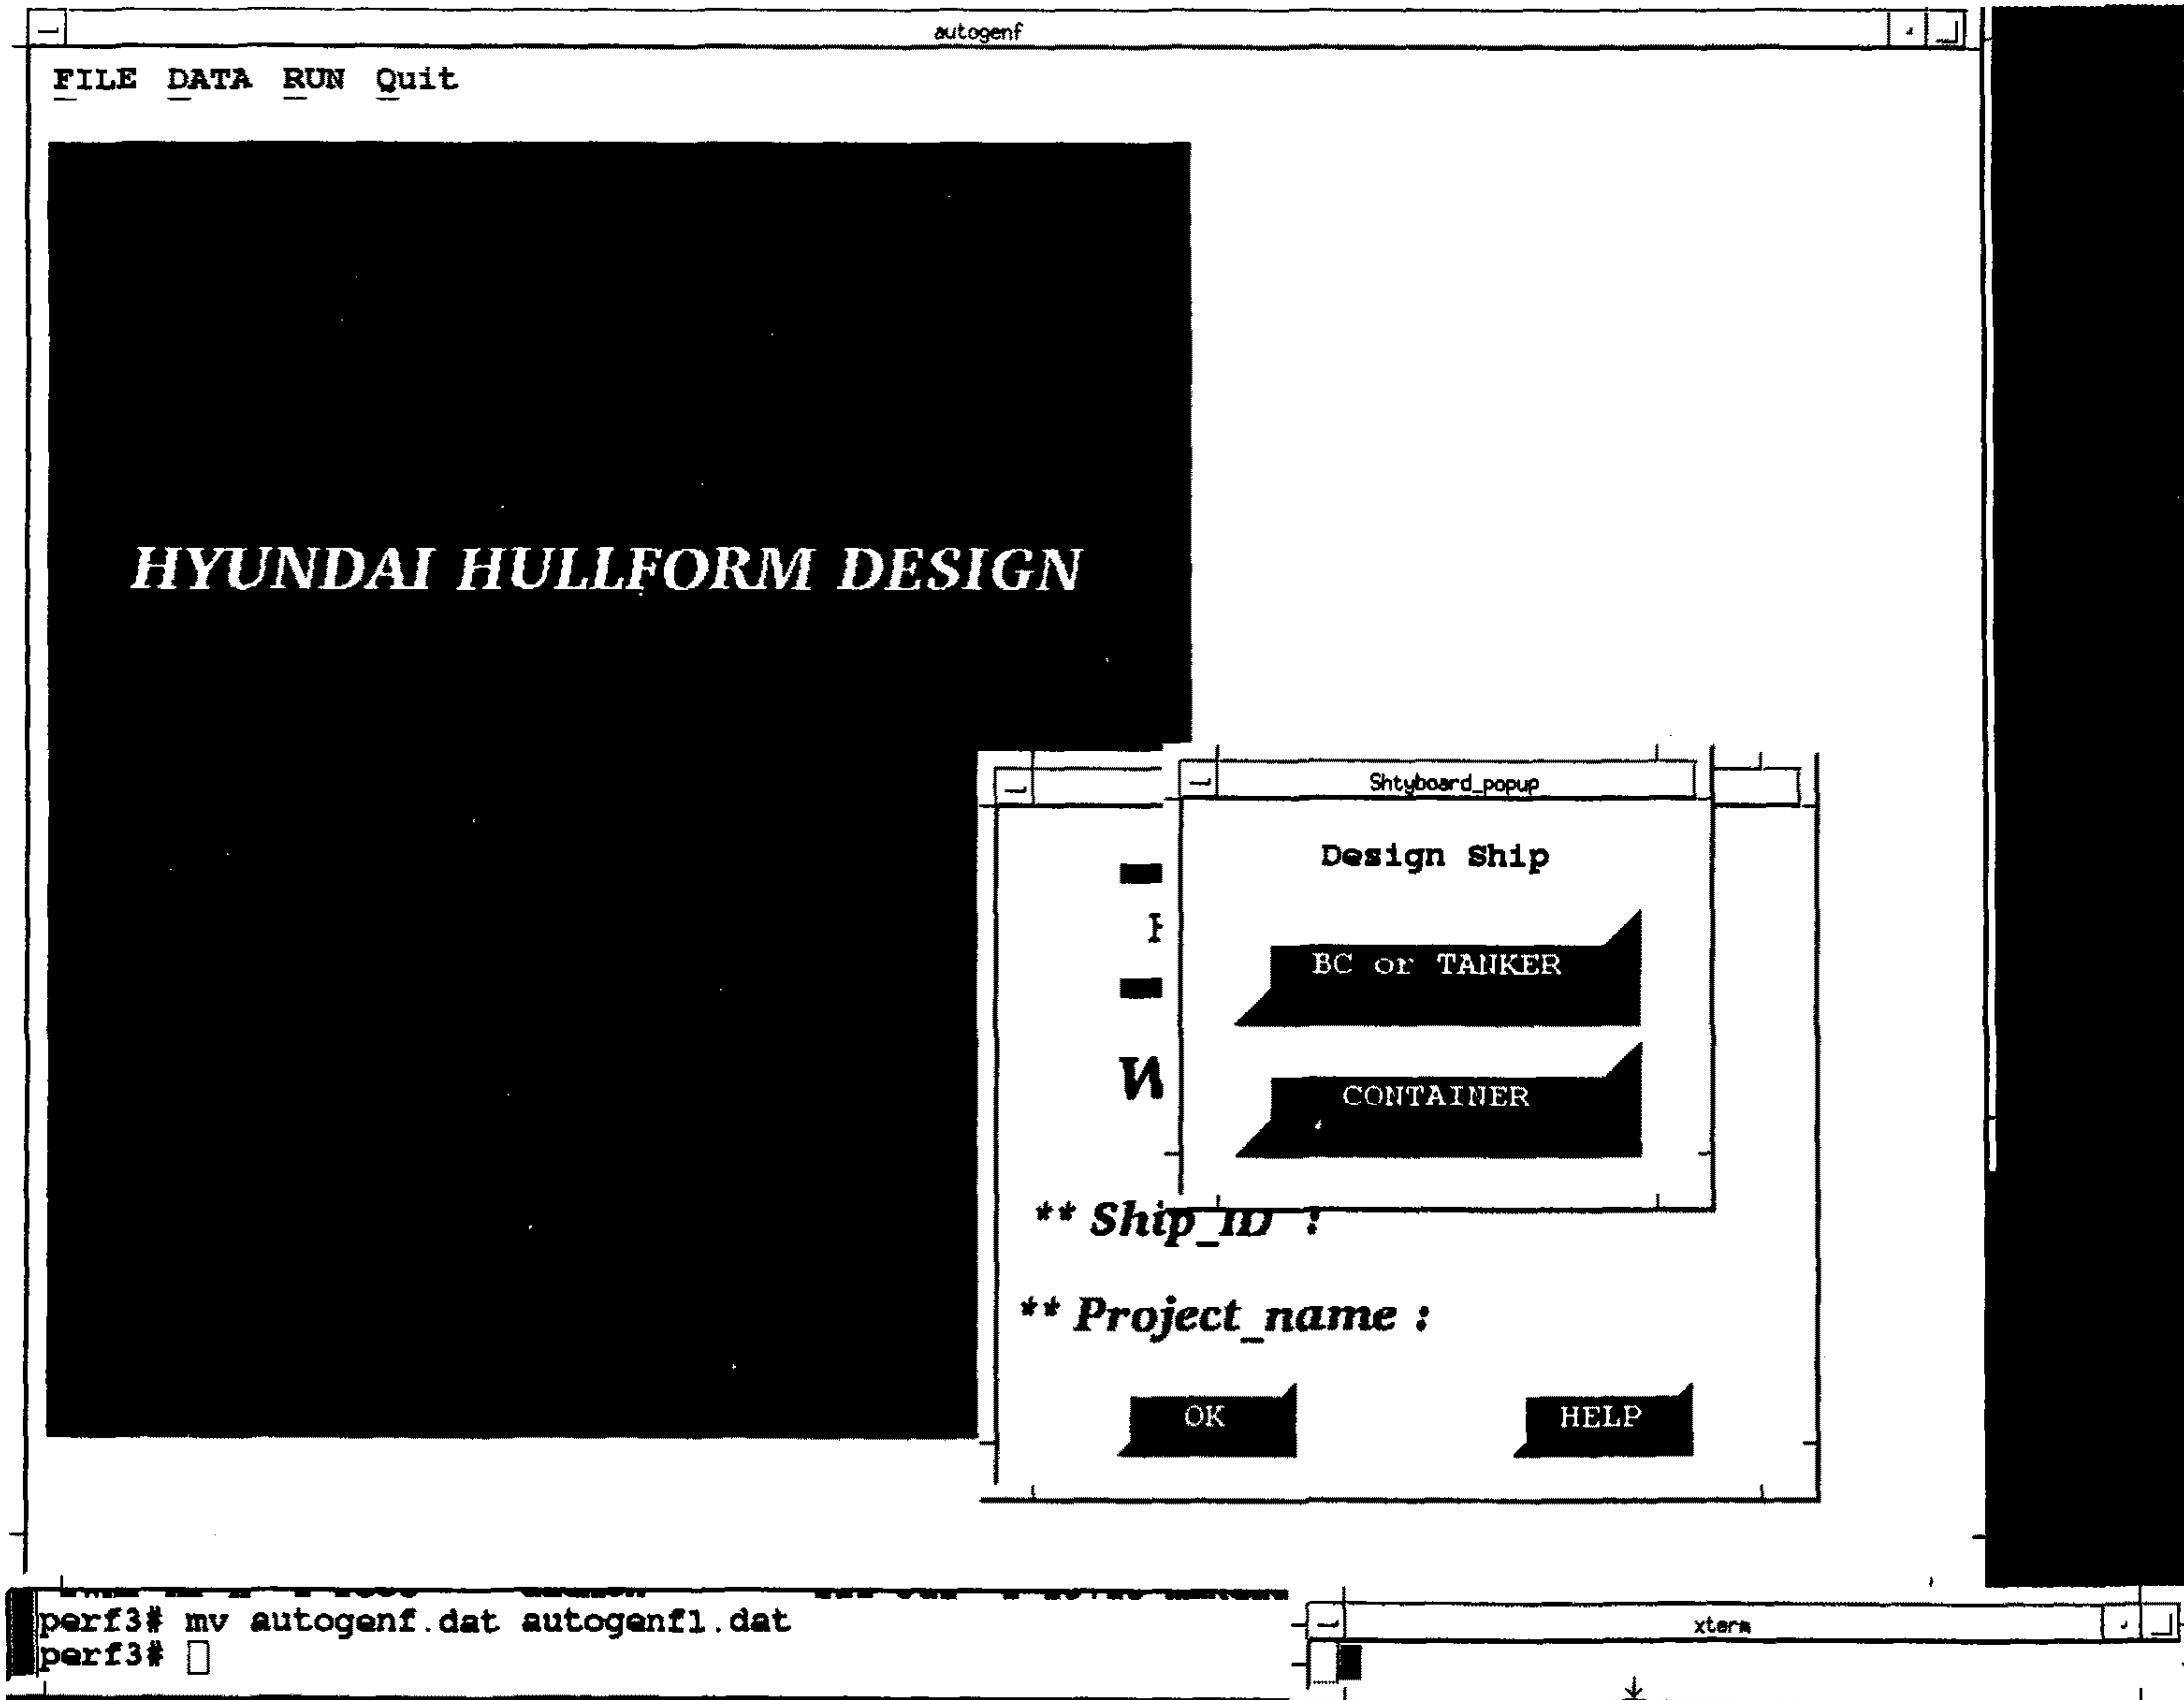 autogenf
FILE DATA RUN Quit
HYUNDAI HULLFORM DESIGN
Shtyboard_popup
Design Ship
BC or TANKER
CONTAINER
** Ship_ID :
** Project_name :
OK HELP
perf3# mv autogenf.dat autogenf1.dat
perf3#
xterm